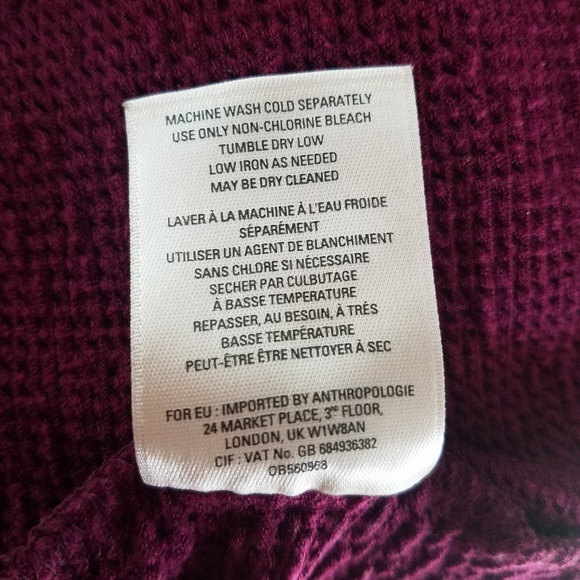 MACHINE WASH COLD SEPARATELY
USE ONLY NON-CHLORINE BLEACH
TUMBLE DRY LOW
LOW IRON AS NEEDED
MAY BE DRY CLEANED
LAVER À LA MACHINE À L'EAU FROIDE
SÉPARÉMENT
UTILISER UN AGENT DE BLANCHIMENT
SANS CHLORE SI NÉCESSAIRE
SECHER PAR CULBUTAGE
À BASSE TEMPERATURE
REPASSER, AU BESOIN, À TRÉS
BASSE TEMPÉRATURE
PEUT-ÊTRE ÊTRE NETTOYER À SEC
FOR EU : IMPORTED BY ANTHROPOLOGIE
24 MARKET PLACE, 3RD FLOOR,
LONDON, UK W1W8AN
CIF : VAT No. GB 684936382
OB560968